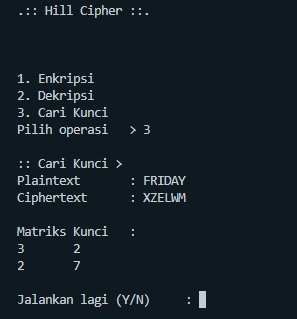 .:: Hill Cipher ::.
1. Enkripsi
2. Dekripsi
3. Cari Kunci
Pilih operasi > 3
:: Cari Kunci >
Plaintext : FRIDAY
Ciphertext : XZELWM
Matriks Kunci :
3 2
2 7
Jalankan lagi (Y/N) :